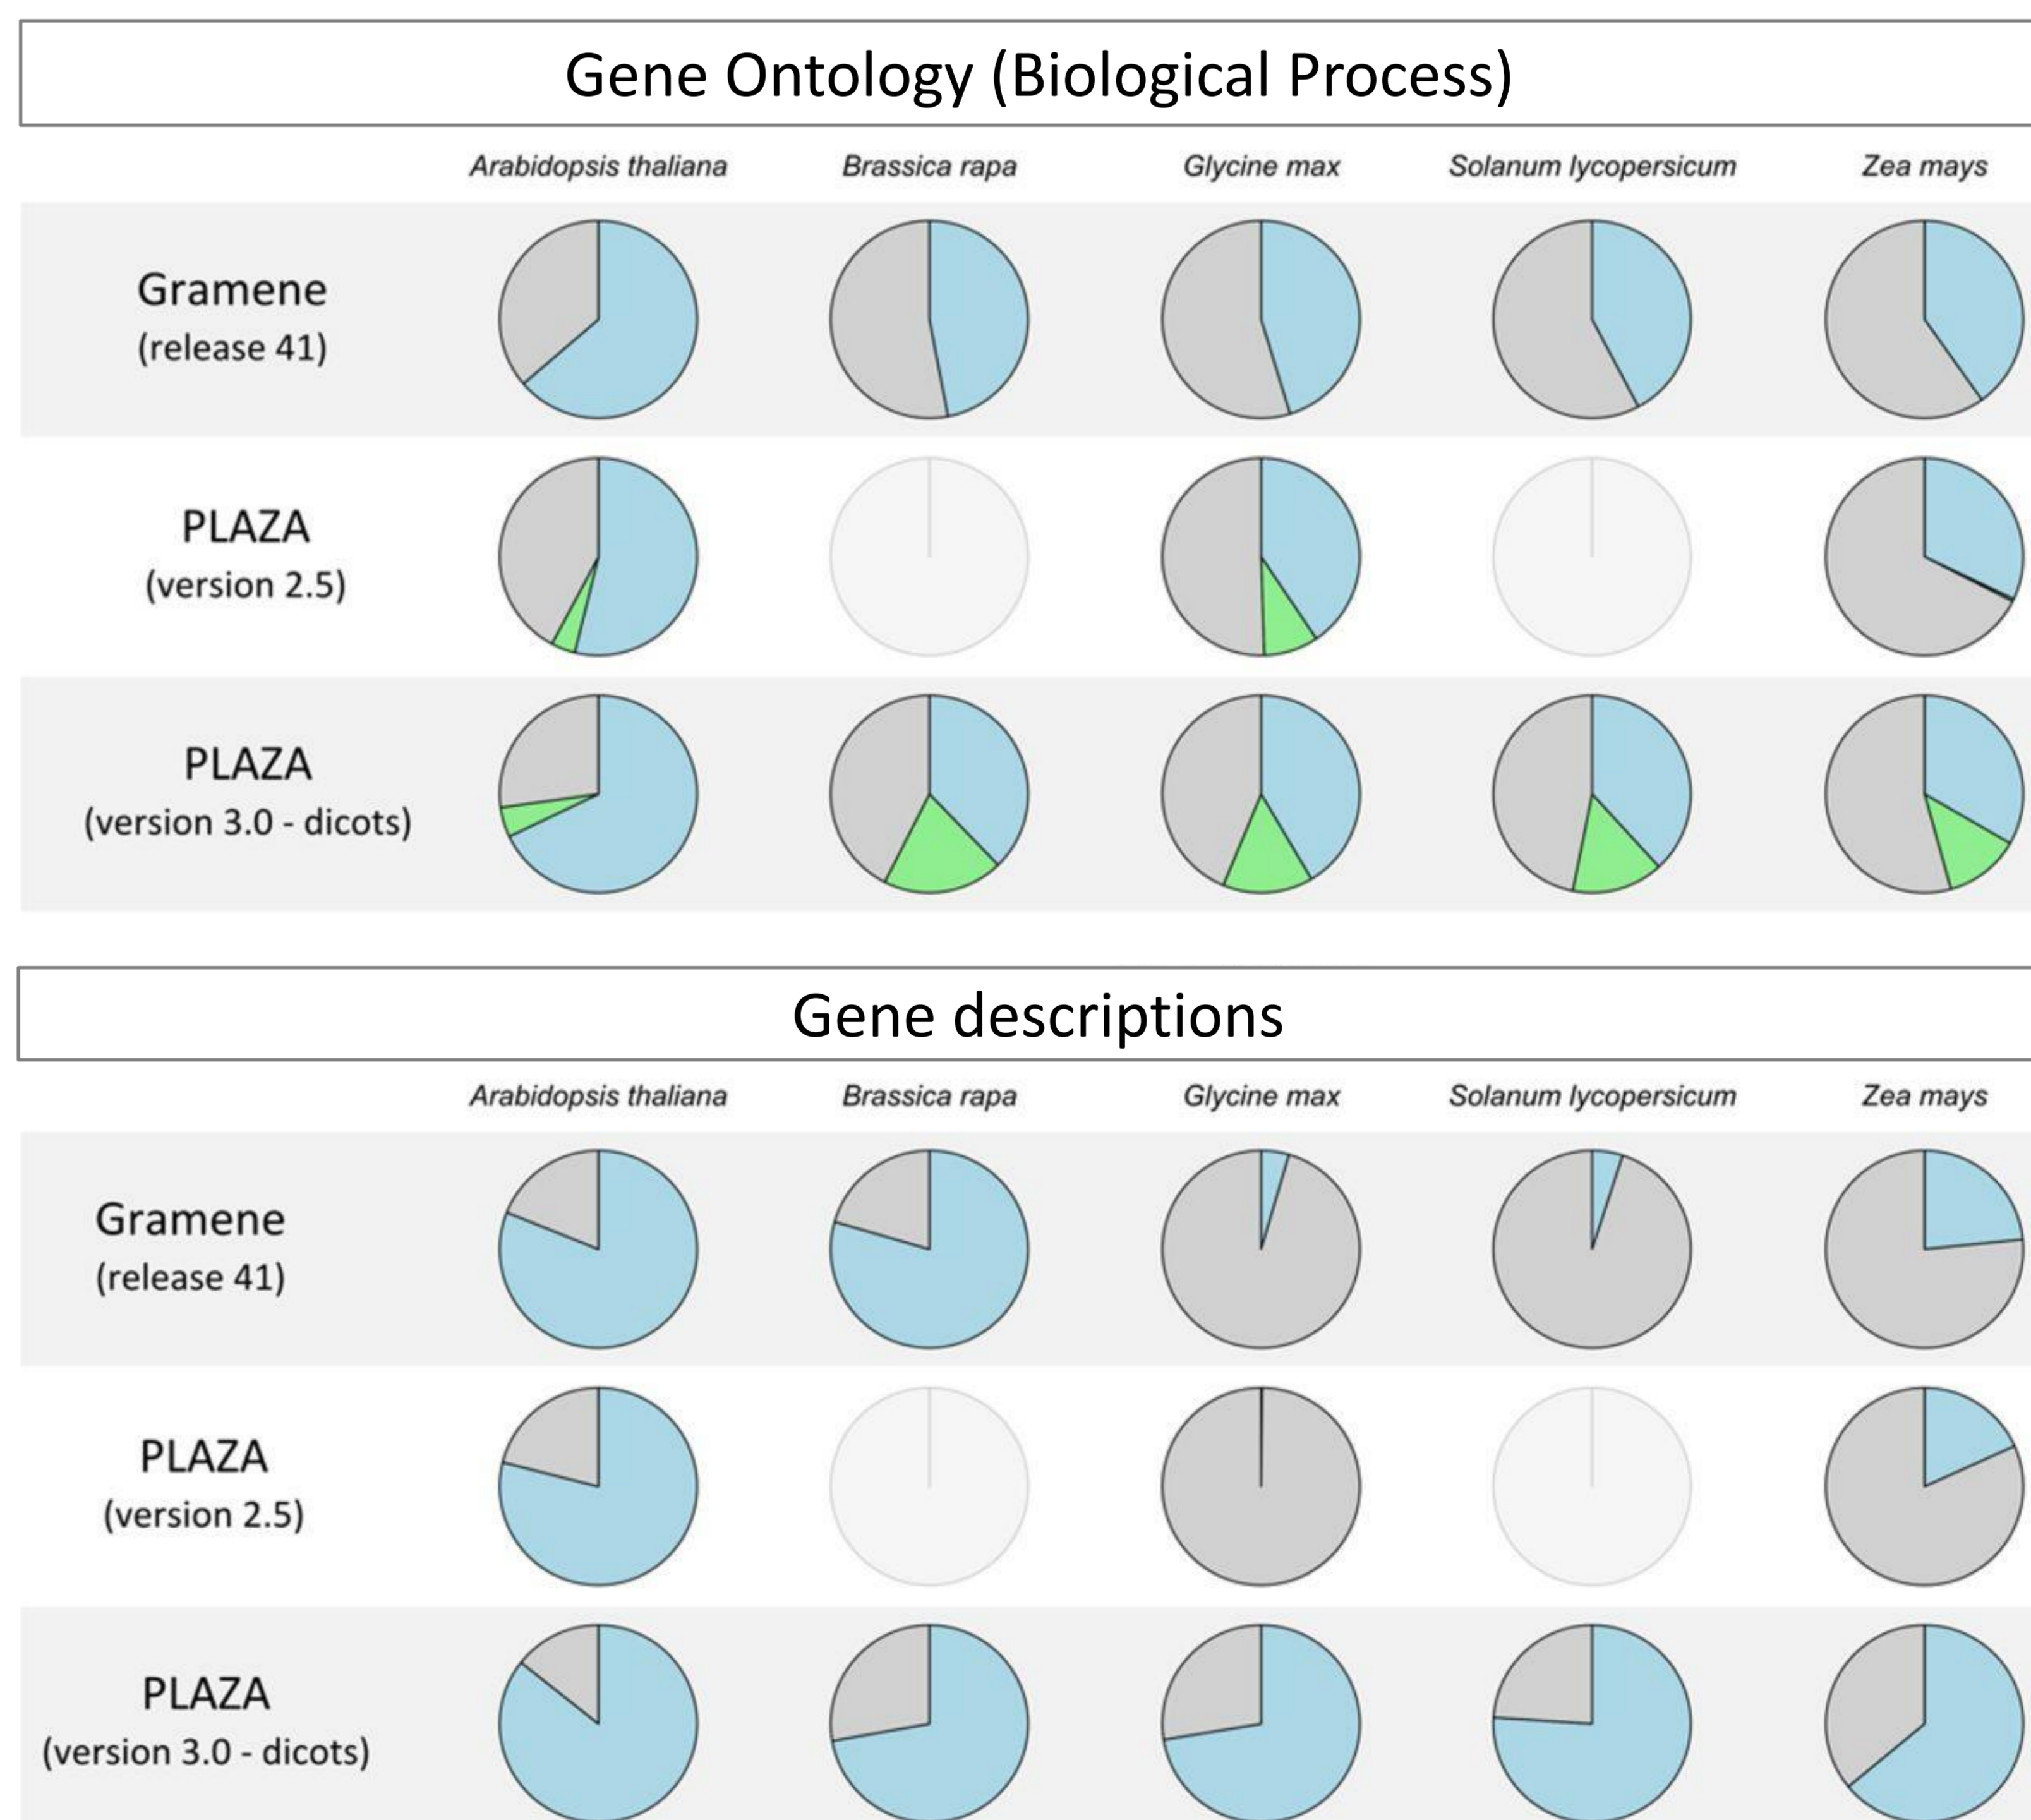 Gene Ontology (Biological Process)
Arabidopsis thaliana Brassica rapa Glycine max Solanum lycopersicum Zea mays
Gramene
(release 41)
PLAZA
(version 2.5)
PLAZA
(version 3.0 - dicots)
Gene descriptions
Arabidopsis thaliana Brassica rapa Glycine max Solanum lycopersicum Zea mays
Gramene
(release 41)
PLAZA
(version 2.5)
PLAZA
(version 3.0 - dicots)